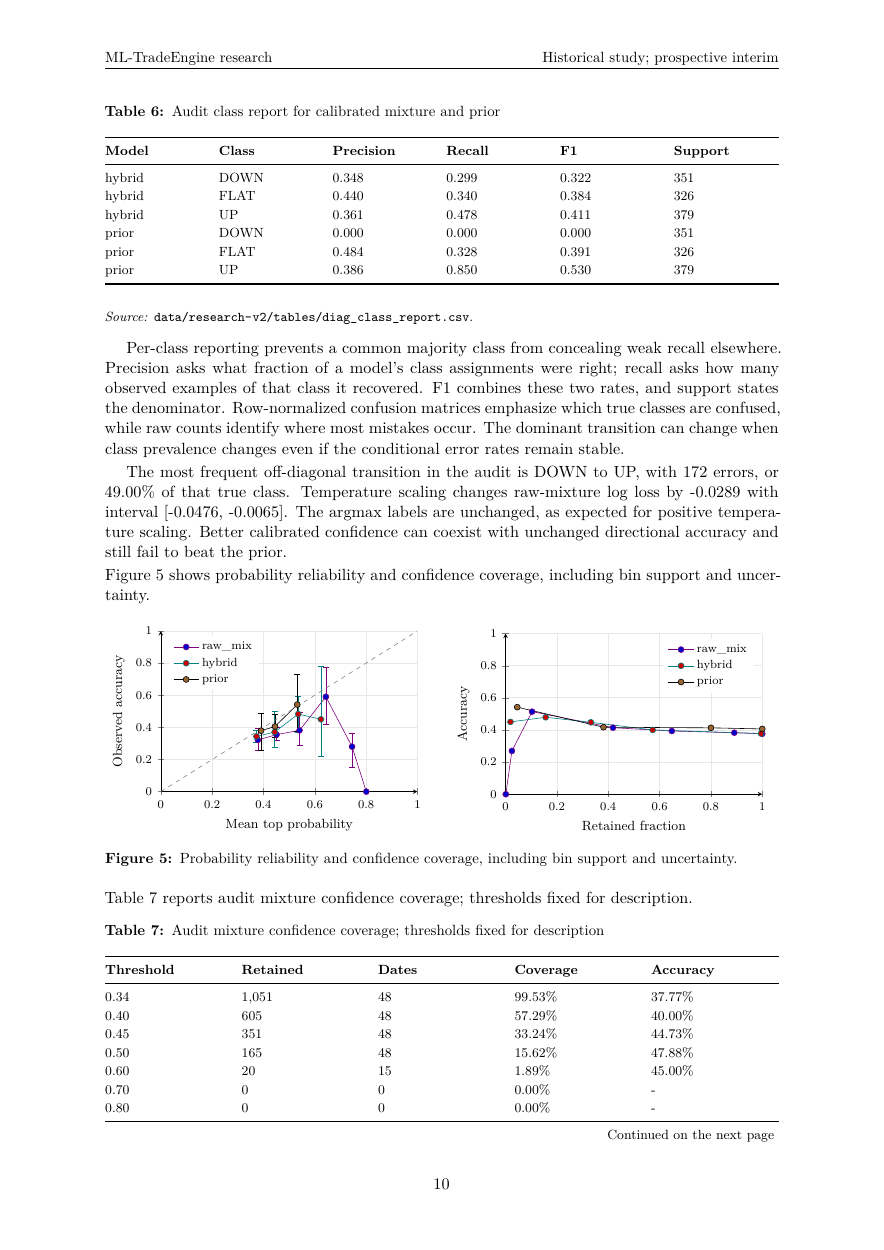 ML-TradeEngine research Historical study; prospective interim
Table 6: Audit class report for calibrated mixture and prior
Model Class Precision Recall F1 Support
hybrid DOWN 0.348 0.299 0.322 351
hybrid FLAT 0.440 0.340 0.384 326
hybrid UP 0.361 0.478 0.411 379
prior DOWN 0.000 0.000 0.000 351
prior FLAT 0.484 0.328 0.391 326
prior UP 0.386 0.850 0.530 379
Source: data/research-v2/tables/diag_class_report.csv.
Per-class reporting prevents a common majority class from concealing weak recall elsewhere.
Precision asks what fraction of a model's class assignments were right; recall asks how many
observed examples of that class it recovered. F1 combines these two rates, and support states
the denominator. Row-normalized confusion matrices emphasize which true classes are confused,
while raw counts identify where most mistakes occur. The dominant transition can change when
class prevalence changes even if the conditional error rates remain stable.
The most frequent off-diagonal transition in the audit is DOWN to UP, with 172 errors, or
49.00% of that true class. Temperature scaling changes raw-mixture log loss by -0.0289 with
interval [-0.0476, -0.0065]. The argmax labels are unchanged, as expected for positive tempera-
ture scaling. Better calibrated confidence can coexist with unchanged directional accuracy and
still fail to beat the prior.
Figure 5 shows probability reliability and confidence coverage, including bin support and uncer-
tainty.
Observed accuracy
1
0.8
0.6
0.4
0.2
0
0 0.2 0.4 0.6 0.8 1
Mean top probability
raw_mix
hybrid
prior
Accuracy
1
0.8
0.6
0.4
0.2
0
0 0.2 0.4 0.6 0.8 1
Retained fraction
raw_mix
hybrid
prior
Figure 5: Probability reliability and confidence coverage, including bin support and uncertainty.
Table 7 reports audit mixture confidence coverage; thresholds fixed for description.
Table 7: Audit mixture confidence coverage; thresholds fixed for description
Threshold Retained Dates Coverage Accuracy
0.34 1,051 48 99.53% 37.77%
0.40 605 48 57.29% 40.00%
0.45 351 48 33.24% 44.73%
0.50 165 48 15.62% 47.88%
0.60 20 15 1.89% 45.00%
0.70 0 0 0.00% -
0.80 0 0 0.00% -
Continued on the next page
10